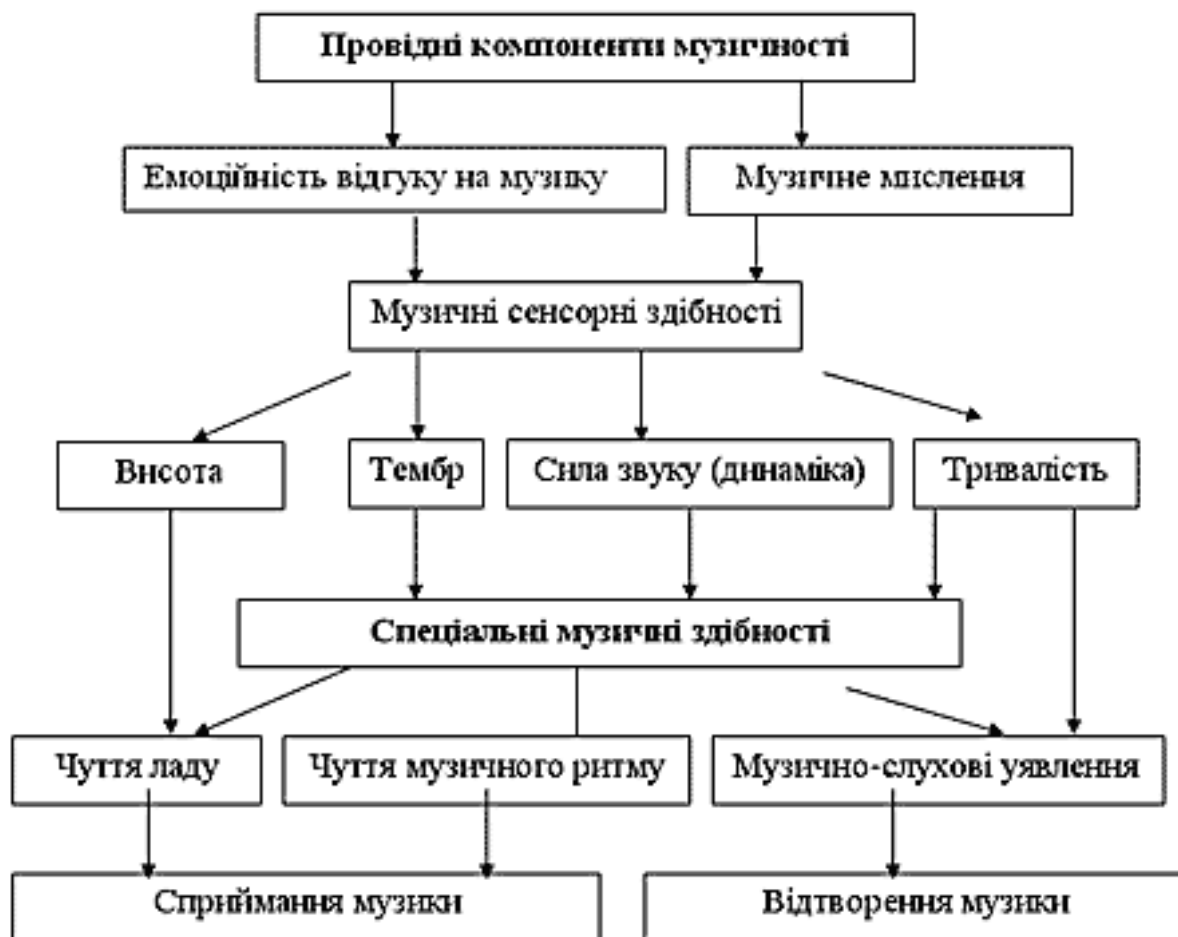 Провідні компоненти музичності
Емоційність відгуку на музику
Музичне мислення
Музичні сенсорні здібності
Висота
Тембр
Сила звуку (динаміка)
Тривалість
Спеціальні музичні здібності
Чуття ладу
Чуття музичного ритму
Музично-слухові уявлення
Сприймання музики
Відтворення музики